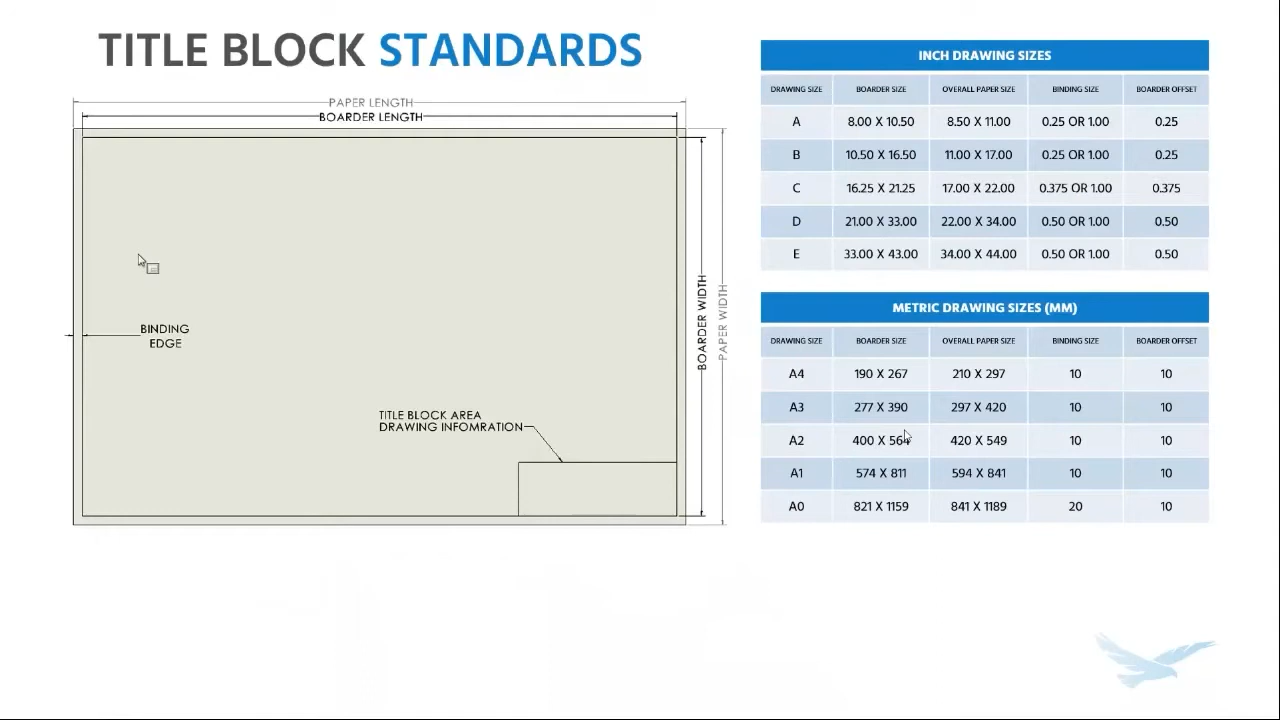 TITLE BLOCK STANDARDS
PAPER LENGTH
BOARDER LENGTH
BINDING
EDGE
TITLE BLOCK AREA
DRAWING INFOMRATION
BOARDER WIDTH
PAPER WIDTH
INCH DRAWING SIZES
DRAWING SIZE BOARDER SIZE OVERALL PAPER SIZE BINDING SIZE BOARDER OFFSET
A 8.00 X 10.50 8.50 X 11.00 0.25 OR 1.00 0.25
B 10.50 X 16.50 11.00 X 17.00 0.25 OR 1.00 0.25
C 16.25 X 21.25 17.00 X 22.00 0.375 OR 1.00 0.375
D 21.00 X 33.00 22.00 X 34.00 0.50 OR 1.00 0.50
E 33.00 X 43.00 34.00 X 44.00 0.50 OR 1.00 0.50
METRIC DRAWING SIZES (MM)
DRAWING SIZE BOARDER SIZE OVERALL PAPER SIZE BINDING SIZE BOARDER OFFSET
A4 190 X 267 210 X 297 10 10
A3 277 X 390 297 X 420 10 10
A2 400 X 564 420 X 549 10 10
A1 574 X 811 594 X 841 10 10
A0 821 X 1159 841 X 1189 20 10